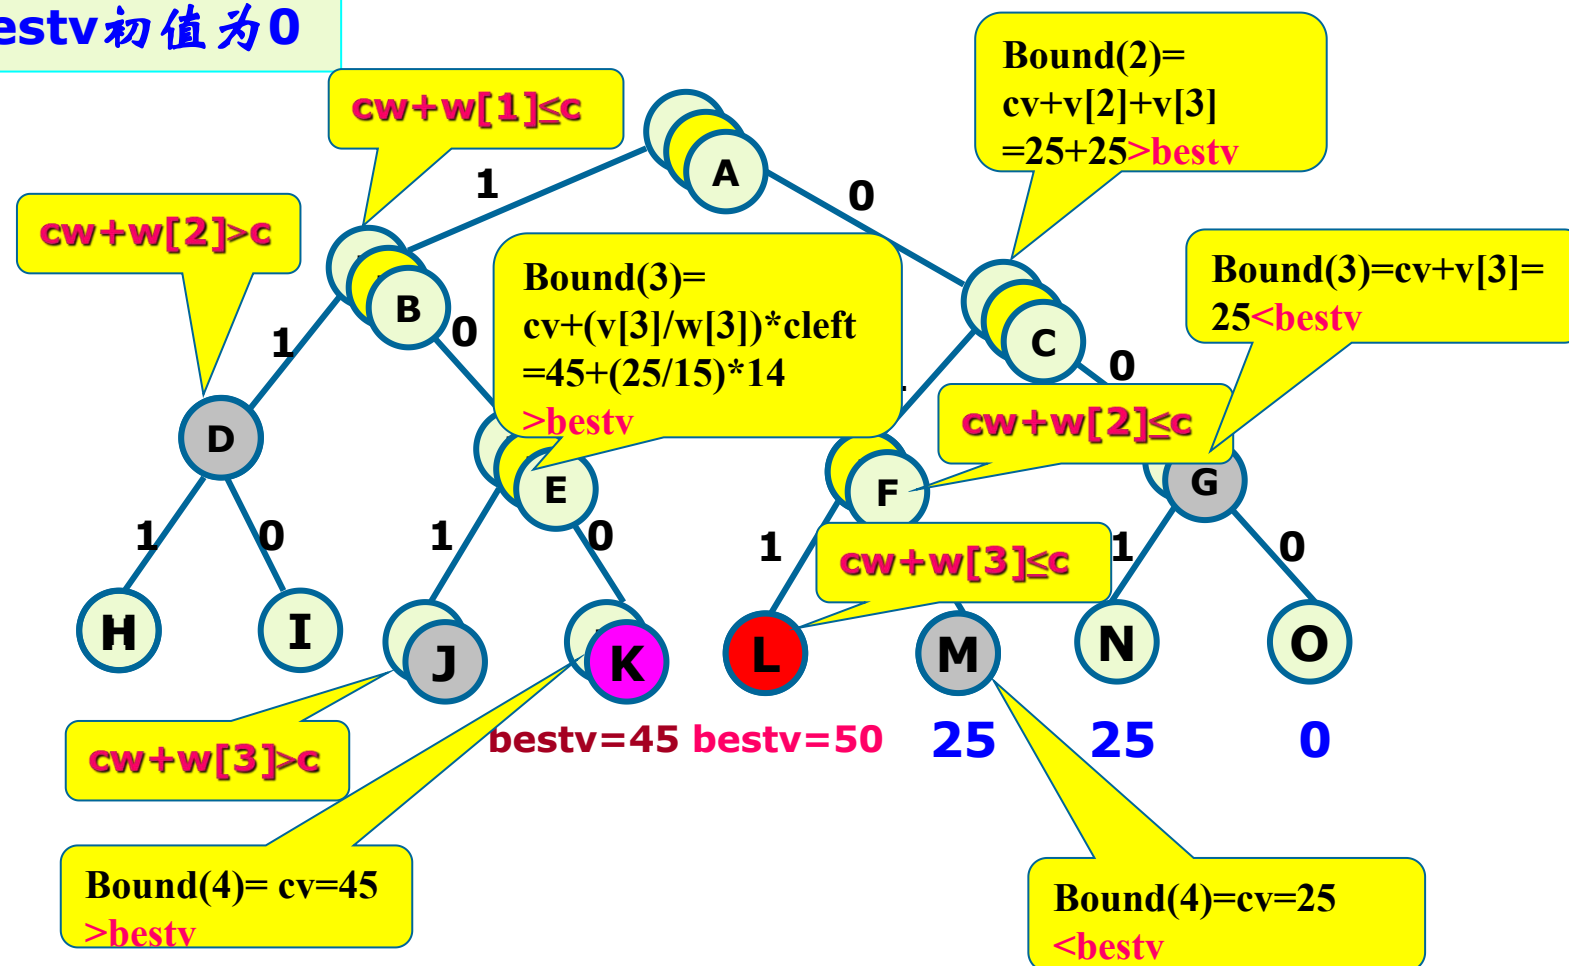 estv初值为0
cw+w[1]≤c
Bound(2)=
cv+v[2]+v[3]
=25+25>bestv
A
1
0
cw+w[2]>c
B
Bound(3)=
cv+(v[3]/w[3])*cleft
=45+(25/15)*14
>bestv
C
Bound(3)=cv+v[3]=
25<bestv
1
0
0
cw+w[2]≤c
D
E
F
G
1
0
1
0
1
cw+w[3]≤c
1
0
H
I
J
K
L
M
N
O
cw+w[3]>c
bestv=45
bestv=50
25
25
0
Bound(4)= cv=45
>bestv
Bound(4)=cv=25
<bestv